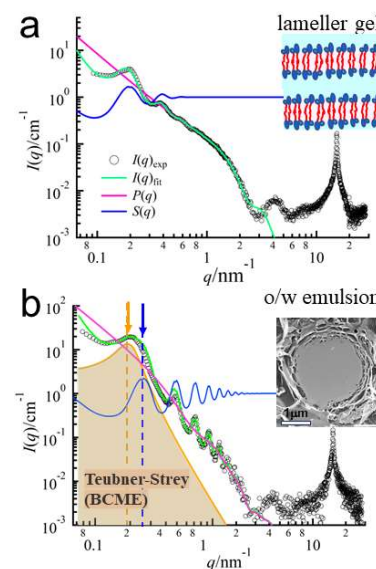 a
lameller gel
10¹
10⁰
10⁻¹
10⁻²
10⁻³
I(q)/cm⁻¹
I(q)exp
I(q)fit
P(q)
S(q)
8 2 4 6 8 2 4 6 8 2
0.1 1 10
q/nm⁻¹
b
o/w emulsion
10²
10¹
10⁰
10⁻¹
10⁻²
10⁻³
I(q)/cm⁻¹
1μm
Teubner-Strey
(BCME)
8 2 4 6 8 2 4 6 8 2
0.1 1 10
q/nm⁻¹